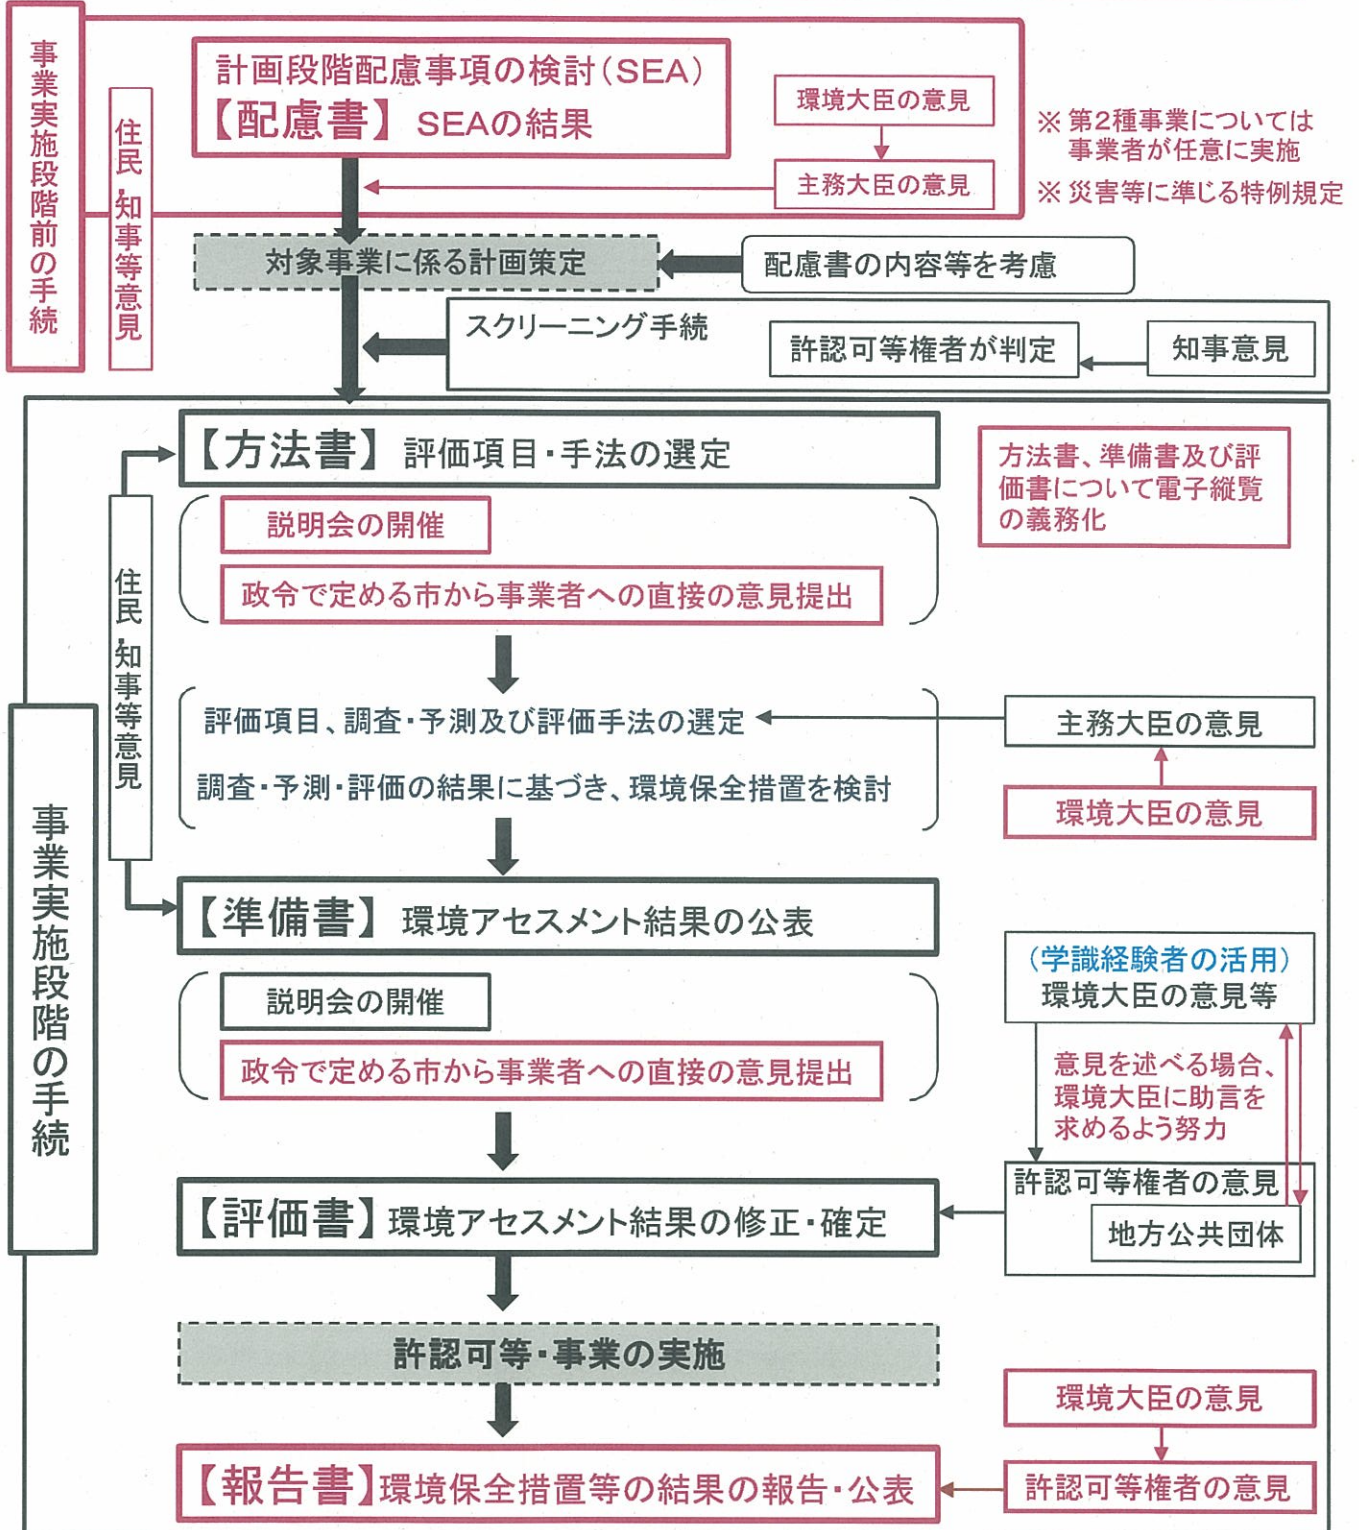 事業実施段階前の手続
住民・知事等意見
計画段階配慮事項の検討(SEA)
【配慮書】 SEAの結果
環境大臣の意見
主務大臣の意見
※ 第2種事業については
事業者が任意に実施
※ 災害等に準じる特例規定
対象事業に係る計画策定
配慮書の内容等を考慮
スクリーニング手続
許認可等権者が判定
知事意見
事業実施段階の手続
住民・知事等意見
【方法書】 評価項目・手法の選定
方法書、準備書及び評
価書について電子縦覧
の義務化
説明会の開催
政令で定める市から事業者への直接の意見提出
評価項目、調査・予測及び評価手法の選定
主務大臣の意見
調査・予測・評価の結果に基づき、環境保全措置を検討
環境大臣の意見
【準備書】 環境アセスメント結果の公表
説明会の開催
政令で定める市から事業者への直接の意見提出
(学識経験者の活用)
環境大臣の意見等
意見を述べる場合、
環境大臣に助言を
求めるよう努力
許認可等権者の意見
地方公共団体
【評価書】環境アセスメント結果の修正・確定
許認可等・事業の実施
環境大臣の意見
【報告書】環境保全措置等の結果の報告・公表
許認可等権者の意見